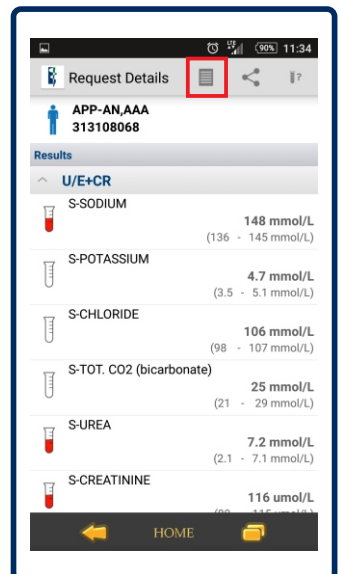 LTE 90% 11:34
Request Details ?
APP-AN,AAA
313108068
Results
U/E+CR
S-SODIUM
148 mmol/L
(136 - 145 mmol/L)
S-POTASSIUM
4.7 mmol/L
(3.5 - 5.1 mmol/L)
S-CHLORIDE
106 mmol/L
(98 - 107 mmol/L)
S-TOT. CO2 (bicarbonate)
25 mmol/L
(21 - 29 mmol/L)
S-UREA
7.2 mmol/L
(2.1 - 7.1 mmol/L)
S-CREATININE
116 umol/L
HOME